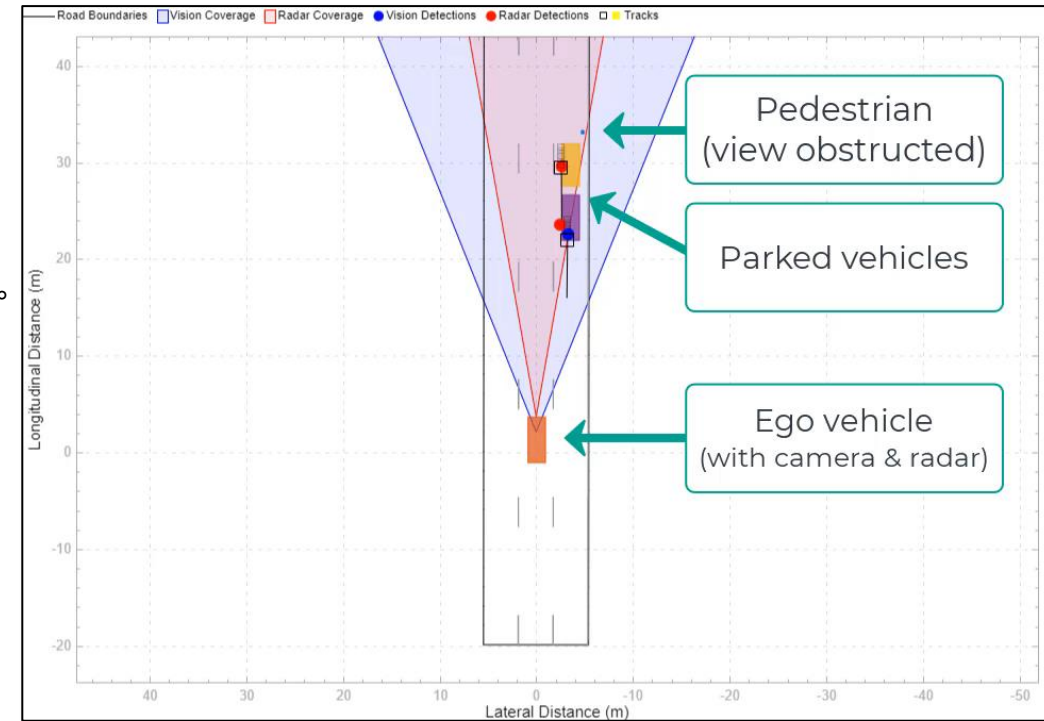 Road Boundaries Vision Coverage Radar Coverage Vision Detections Radar Detections Tracks
Pedestrian
(view obstructed)
Parked vehicles
Ego vehicle
(with camera & radar)
Longitudinal Distance (m)
40
30
20
10
0
-10
-20
40 30 20 10 0 -10 -20 -30 -40 -50
Lateral Distance (m)